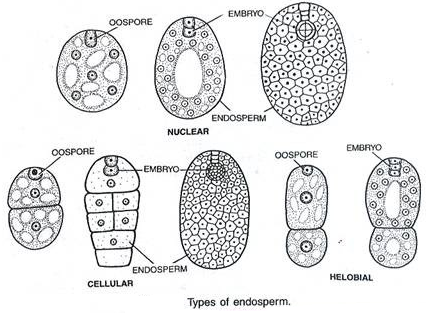 OOSPORE
EMBRYO
ENDOSPERM
NUCLEAR
OOSPORE
EMBRYO
ENDOSPERM
CELLULAR
OOSPORE
EMBRYO
HELOBIAL
Types of endosperm.